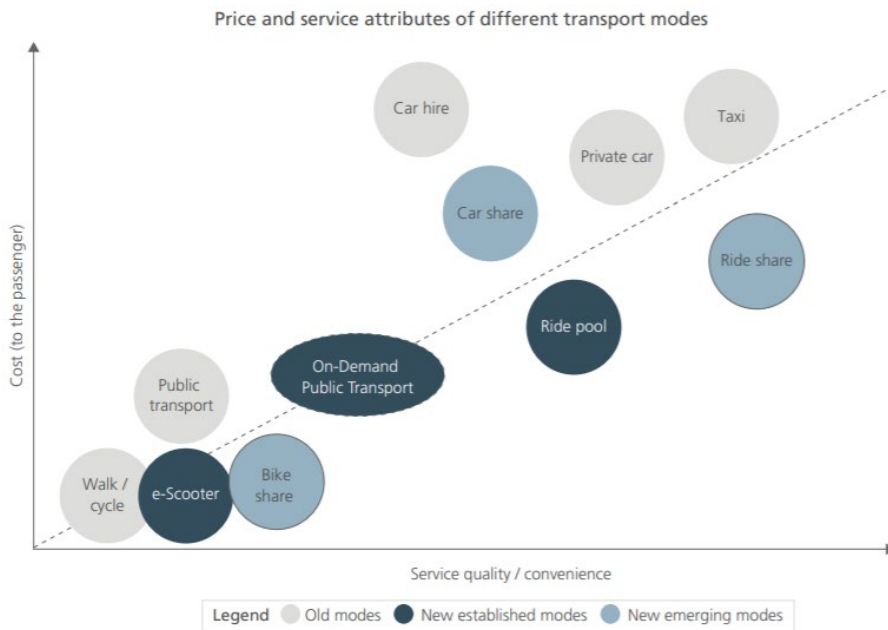 Price and service attributes of different transport modes
Cost (to the passenger)
Car hire
Taxi
Private car
Car share
Ride share
Ride pool
On-Demand
Public Transport
Public
transport
Walk /
cycle
e-Scooter
Bike
share
Service quality / convenience
Legend Old modes New established modes New emerging modes